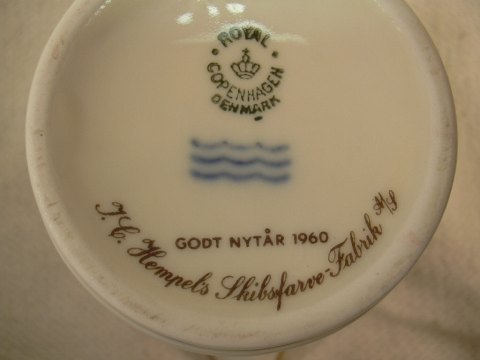 ROYAL
COPENHAGEN
DENMARK
GODT NYTÅR 1960
J.C. Hempel's Skibsfarve-Fabrik A/S